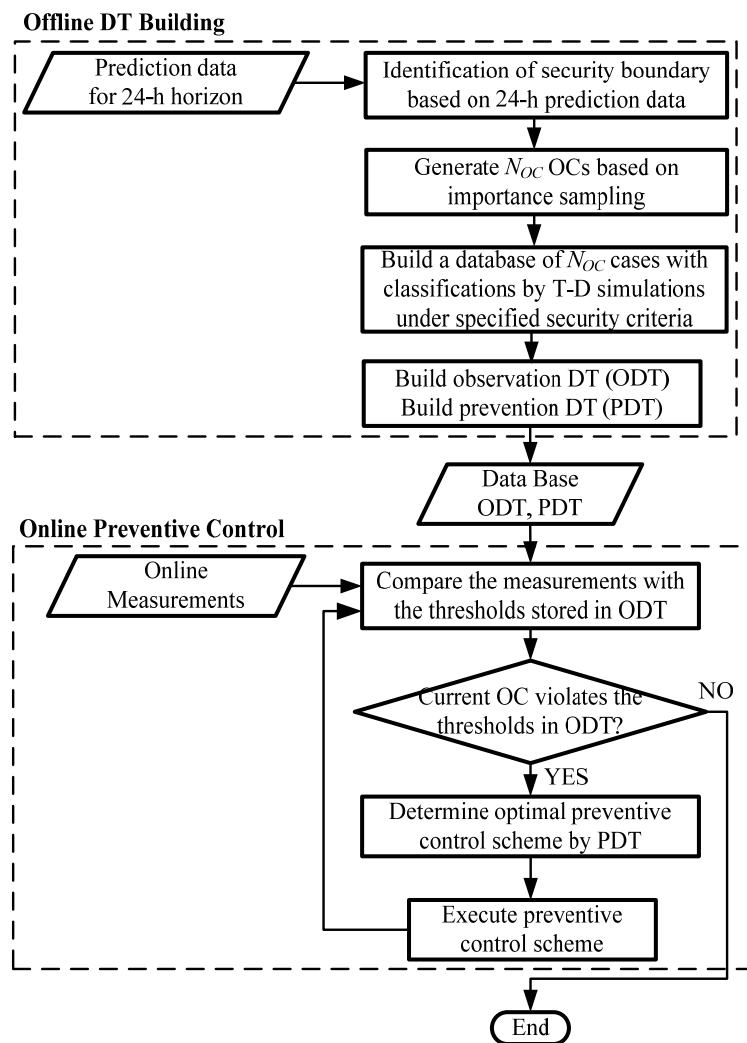 Offline DT Building
Prediction data
for 24-h horizon
Identification of security boundary
based on 24-h prediction data
Generate N_OC OCs based on
importance sampling
Build a database of N_OC cases with
classifications by T-D simulations
under specified security criteria
Build observation DT (ODT)
Build prevention DT (PDT)
Data Base
ODT, PDT
Online Preventive Control
Online
Measurements
Compare the measurements with
the thresholds stored in ODT
Current OC violates the
thresholds in ODT?
NO
YES
Determine optimal preventive
control scheme by PDT
Execute preventive
control scheme
End